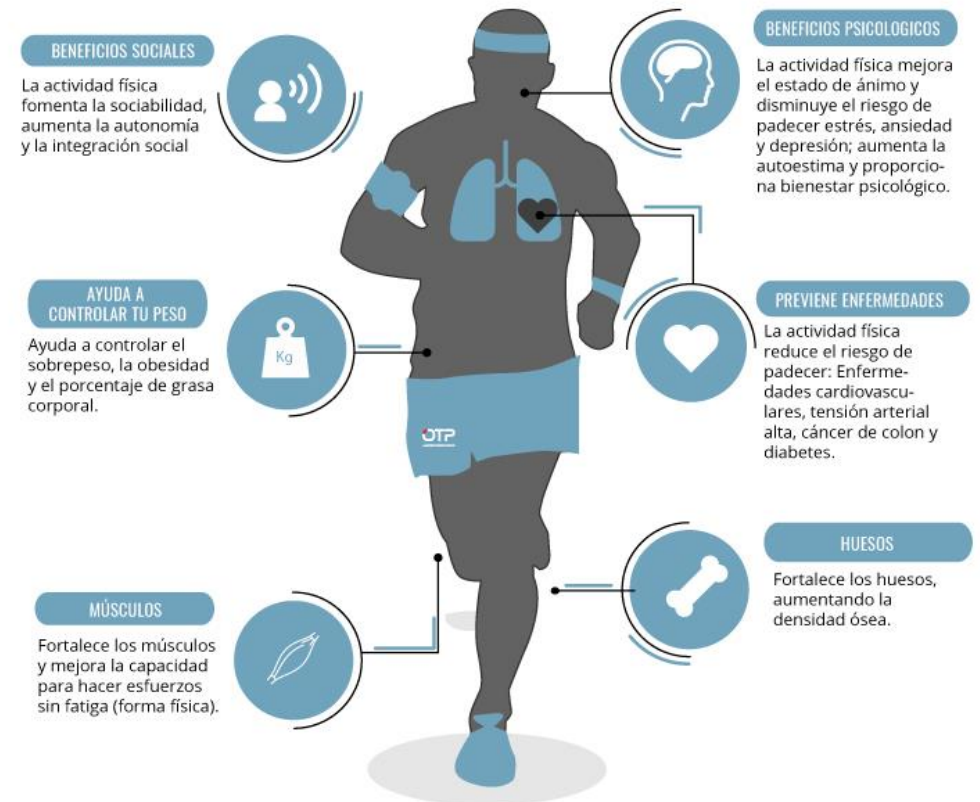 BENEFICIOS SOCIALES
La actividad física
fomenta la sociabilidad,
aumenta la autonomía
y la integración social
BENEFICIOS PSICOLOGICOS
La actividad física mejora
el estado de ánimo y
disminuye el riesgo de
padecer estrés, ansiedad
y depresión; aumenta la
autoestima y proporcio-
na bienestar psicológico.
AYUDA A
CONTROLAR TU PESO
Ayuda a controlar el
sobrepeso, la obesidad
y el porcentaje de grasa
corporal.
Kg
PREVIENE ENFERMEDADES
La actividad física
reduce el riesgo de
padecer: Enferme-
dades cardiovascu-
lares, tensión arterial
alta, cáncer de colon y
diabetes.
OTP
MÚSCULOS
Fortalece los músculos
y mejora la capacidad
para hacer esfuerzos
sin fatiga (forma física).
HUESOS
Fortalece los huesos,
aumentando la
densidad ósea.